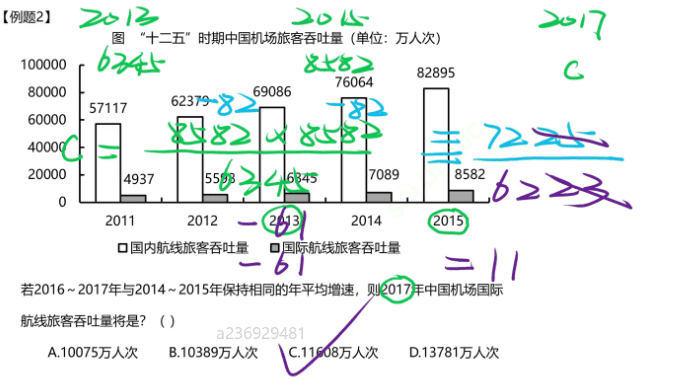 【例题2】
2013 2015 2017
图 “十二五”时期中国机场旅客吞吐量（单位：万人次）
6345 8582 C
100000
80000
60000
40000
20000
0
57117 62379 69086 76064 82895
-82 -82
C = 8582 × 8582 = 7225
6345 6223
4937 5598 6345 7089 8582
2011 2012 2013 2014 2015
-61
国内航线旅客吞吐量 国际航线旅客吞吐量
-61 = 11
若2016～2017年与2014～2015年保持相同的年平均增速，则2017年中国机场国际
航线旅客吞吐量将是？（ ）
a236929481
A.10075万人次 B.10389万人次 C.11608万人次 D.13781万人次